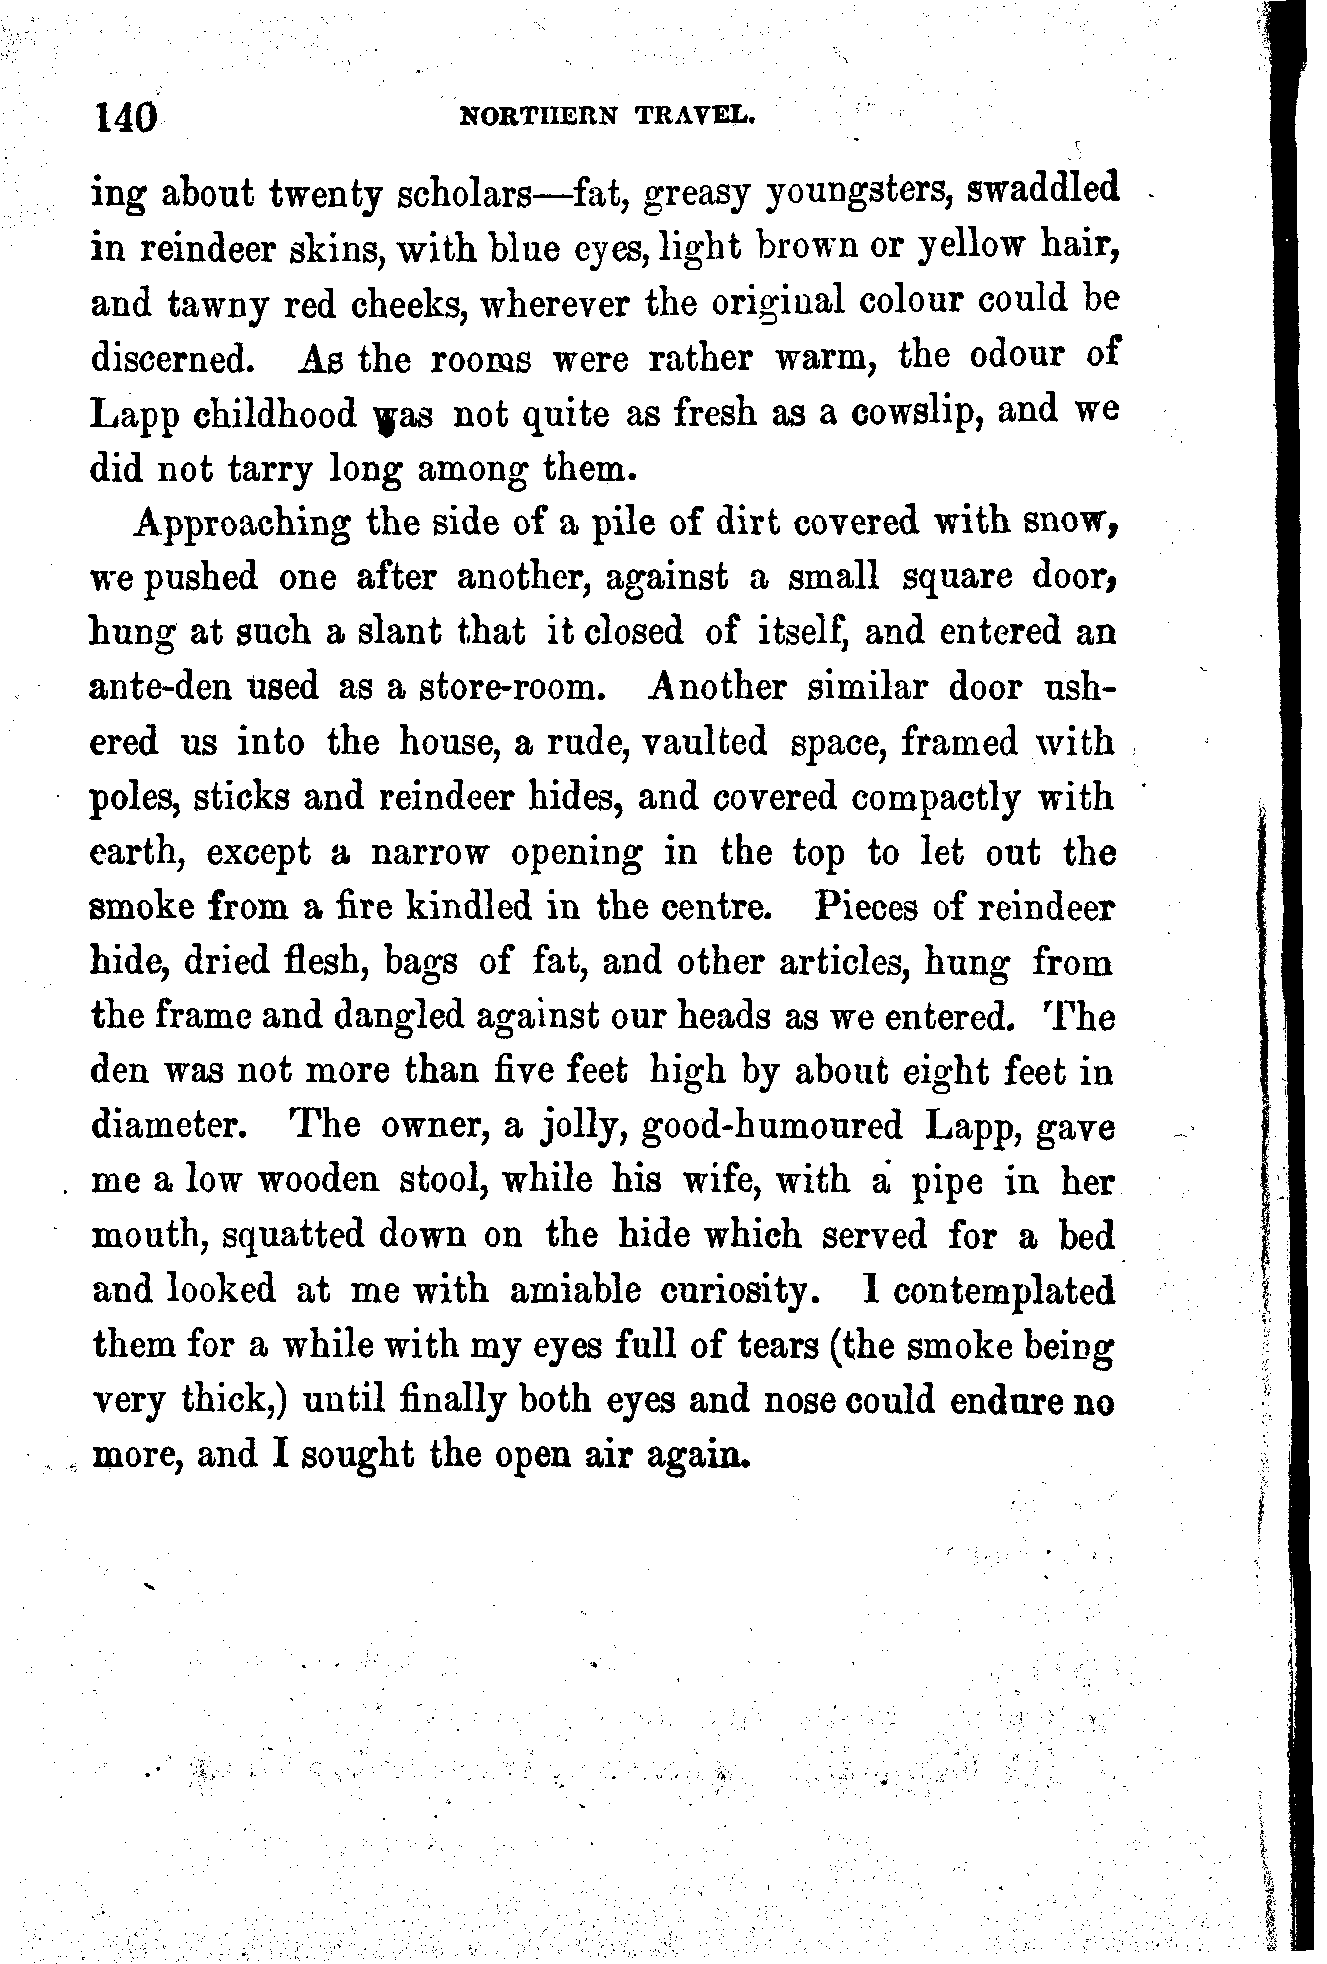 140
NORTHERN TRAVEL.
ing about twenty scholars—fat, greasy youngsters, swaddled
in reindeer skins, with blue eyes, light brown or yellow hair,
and tawny red cheeks, wherever the original colour could be
discerned. As the rooms were rather warm, the odour of
Lapp childhood was not quite as fresh as a cowslip, and we
did not tarry long among them.
Approaching the side of a pile of dirt covered with snow,
we pushed one after another, against a small square door,
hung at such a slant that it closed of itself, and entered an
ante-den used as a store-room. Another similar door ush-
ered us into the house, a rude, vaulted space, framed with
poles, sticks and reindeer hides, and covered compactly with
earth, except a narrow opening in the top to let out the
smoke from a fire kindled in the centre. Pieces of reindeer
hide, dried flesh, bags of fat, and other articles, hung from
the frame and dangled against our heads as we entered. The
den was not more than five feet high by about eight feet in
diameter. The owner, a jolly, good-humoured Lapp, gave
me a low wooden stool, while his wife, with a pipe in her
mouth, squatted down on the hide which served for a bed
and looked at me with amiable curiosity. I contemplated
them for a while with my eyes full of tears (the smoke being
very thick,) until finally both eyes and nose could endure no
more, and I sought the open air again.